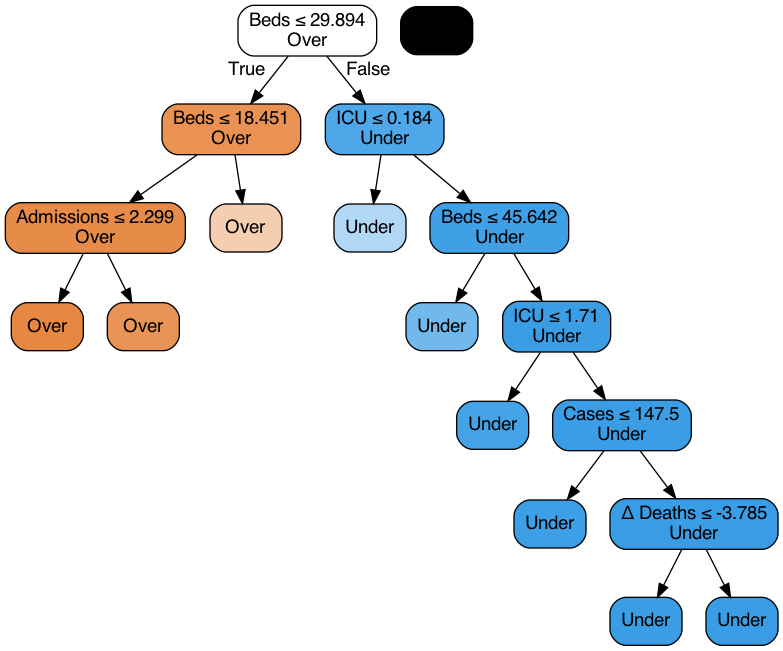 Beds ≤ 29.894
Over
True
False
Beds ≤ 18.451
Over
ICU ≤ 0.184
Under
Admissions ≤ 2.299
Over
Over
Under
Beds ≤ 45.642
Under
Over
Over
Under
ICU ≤ 1.71
Under
Under
Cases ≤ 147.5
Under
Under
Δ Deaths ≤ -3.785
Under
Under
Under